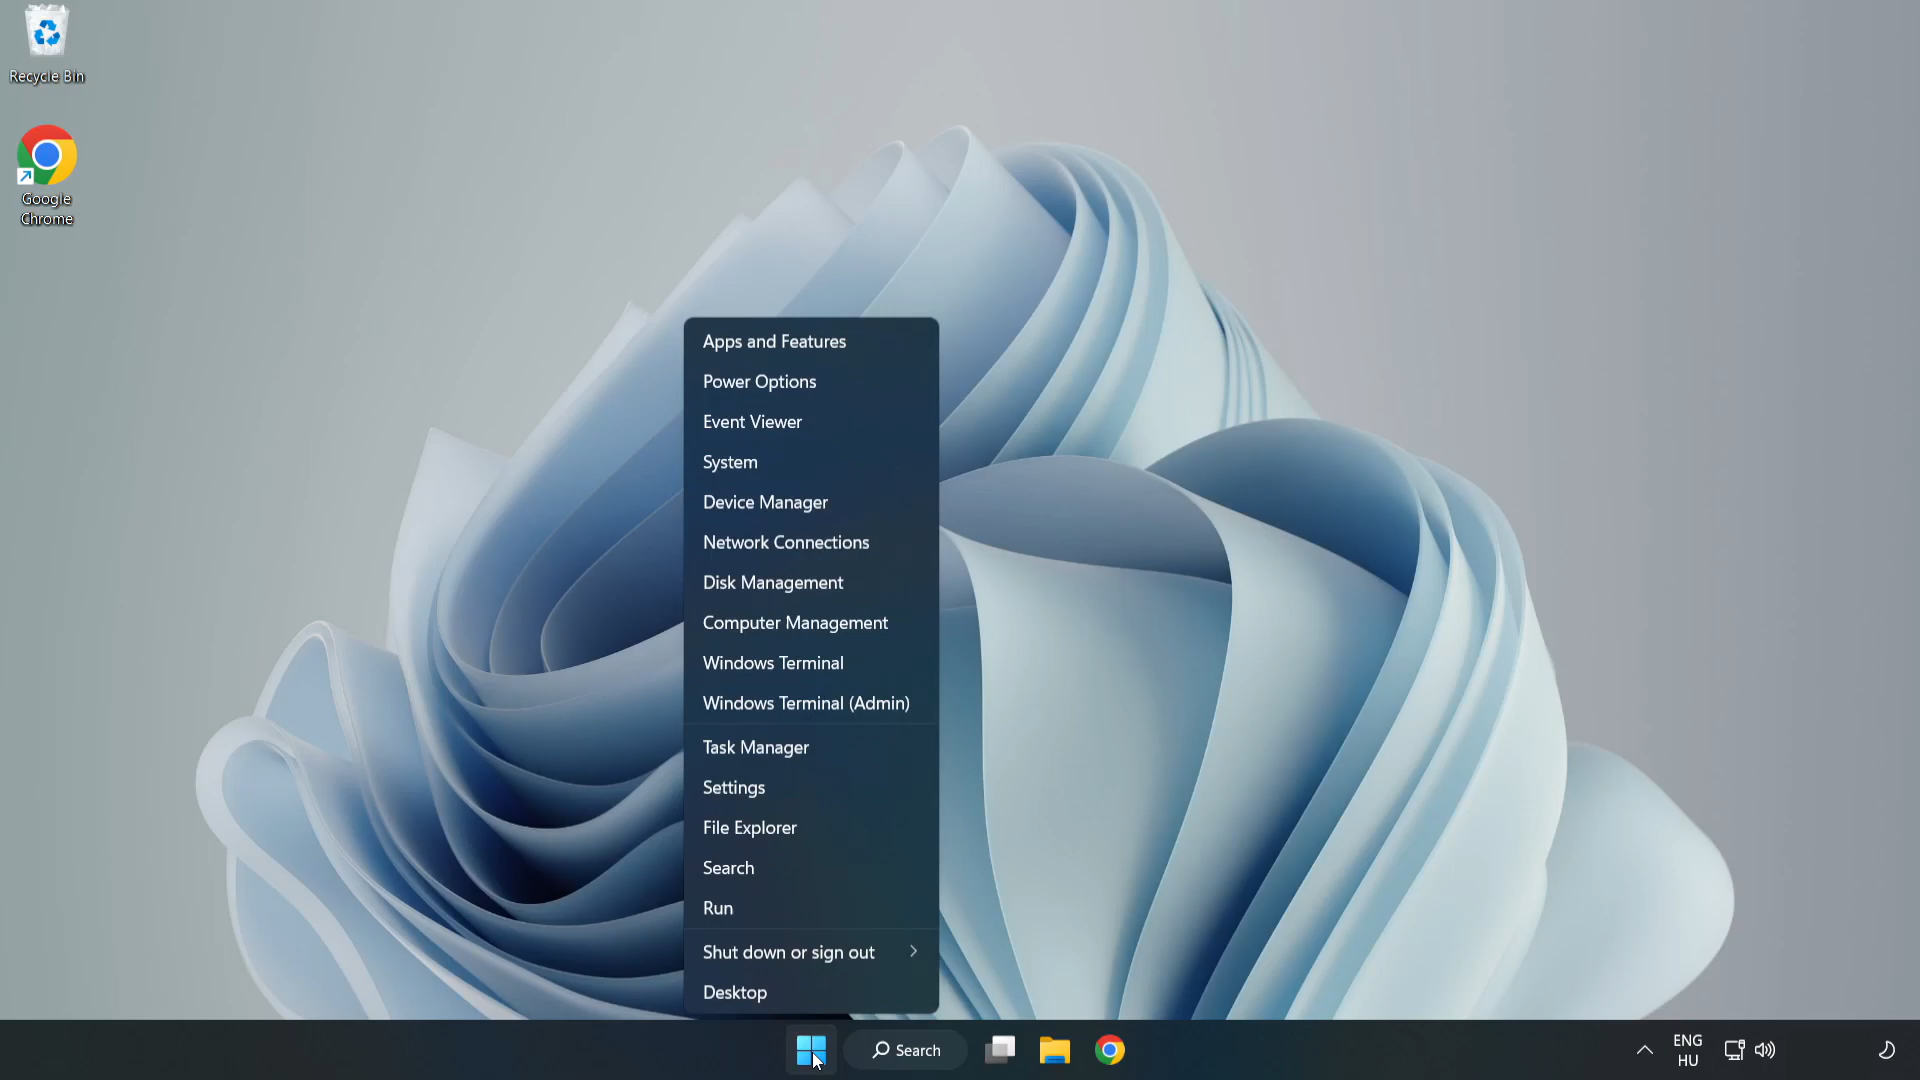 Recycle Bin
Google
Chrome
Apps and Features
Power Options
Event Viewer
System
Device Manager
Network Connections
Disk Management
Computer Management
Windows Terminal
Windows Terminal (Admin)
Task Manager
Settings
File Explorer
Search
Run
Shut down or sign out
Desktop
Search
ENG
HU